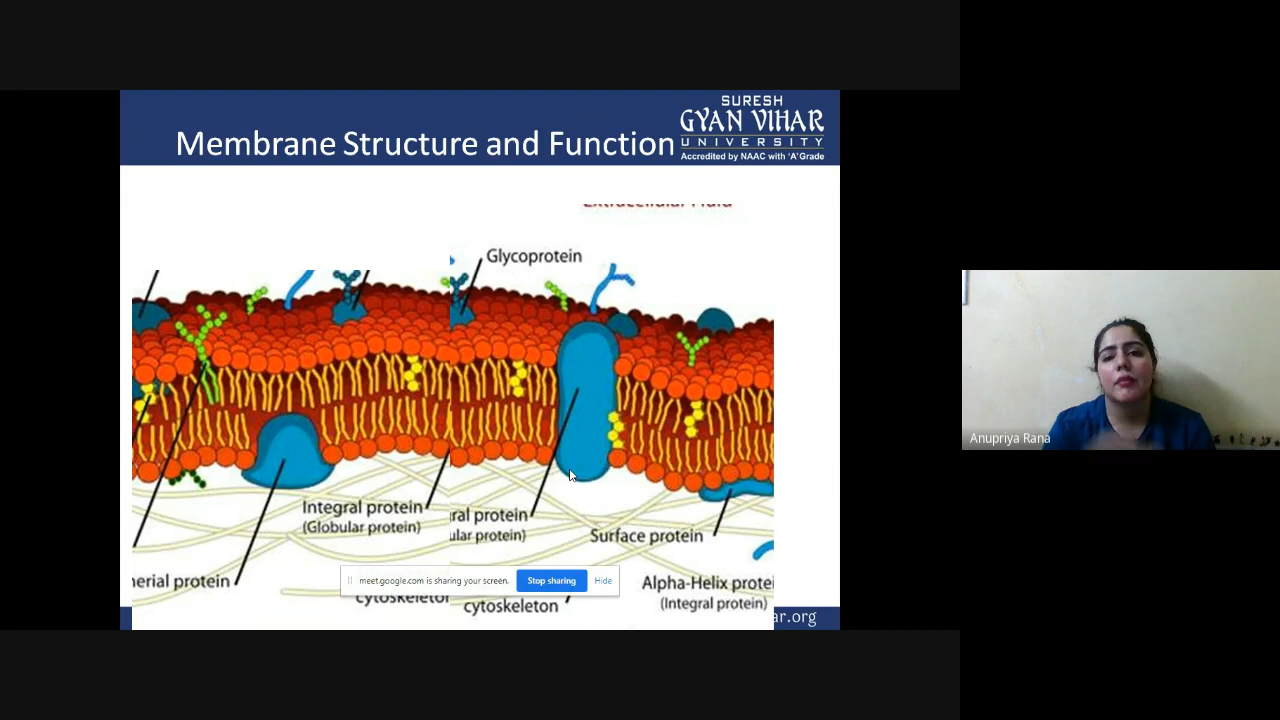 SURESH
GYAN VIHAR
UNIVERSITY
Accredited by NAAC with 'A' Grade
Membrane Structure and Function
Extracellular Fluid
Glycoprotein
Integral protein
(Globular protein)
ral protein
ular protein)
Surface protein
herial protein
meet.google.com is sharing your screen.
Stop sharing
Hide
cytoskeleton
cytoskeleton
Alpha-Helix protei
(Integral protein)
ar.org
Anupriya Rana